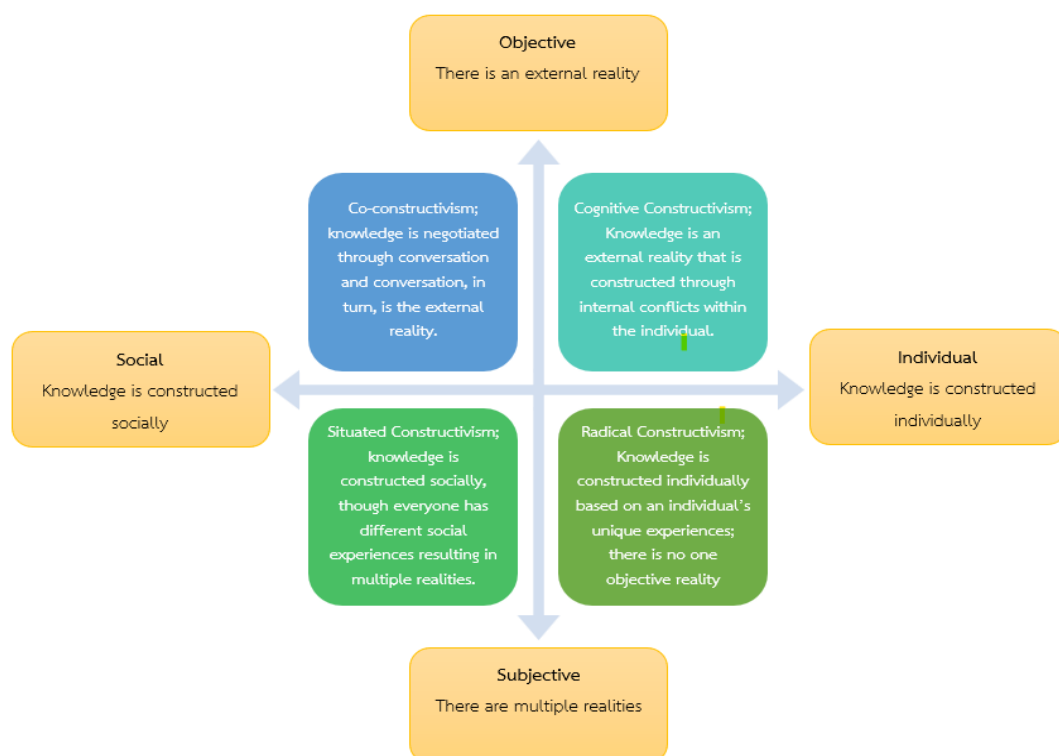 Objective
There is an external reality
Co-constructivism;
knowledge is negotiated
through conversation
and conversation, in
turn, is the external
reality.
Cognitive Constructivism;
Knowledge is an
external reality that is
constructed through
internal conflicts within
the individual.
Social
Knowledge is constructed
socially
Individual
Knowledge is constructed
individually
Situated Constructivism;
knowledge is
constructed socially,
though everyone has
different social
experiences resulting in
multiple realities.
Radical Constructivism;
Knowledge is
constructed individually
based on an individual's
unique experiences;
there is no one
objective reality
Subjective
There are multiple realities